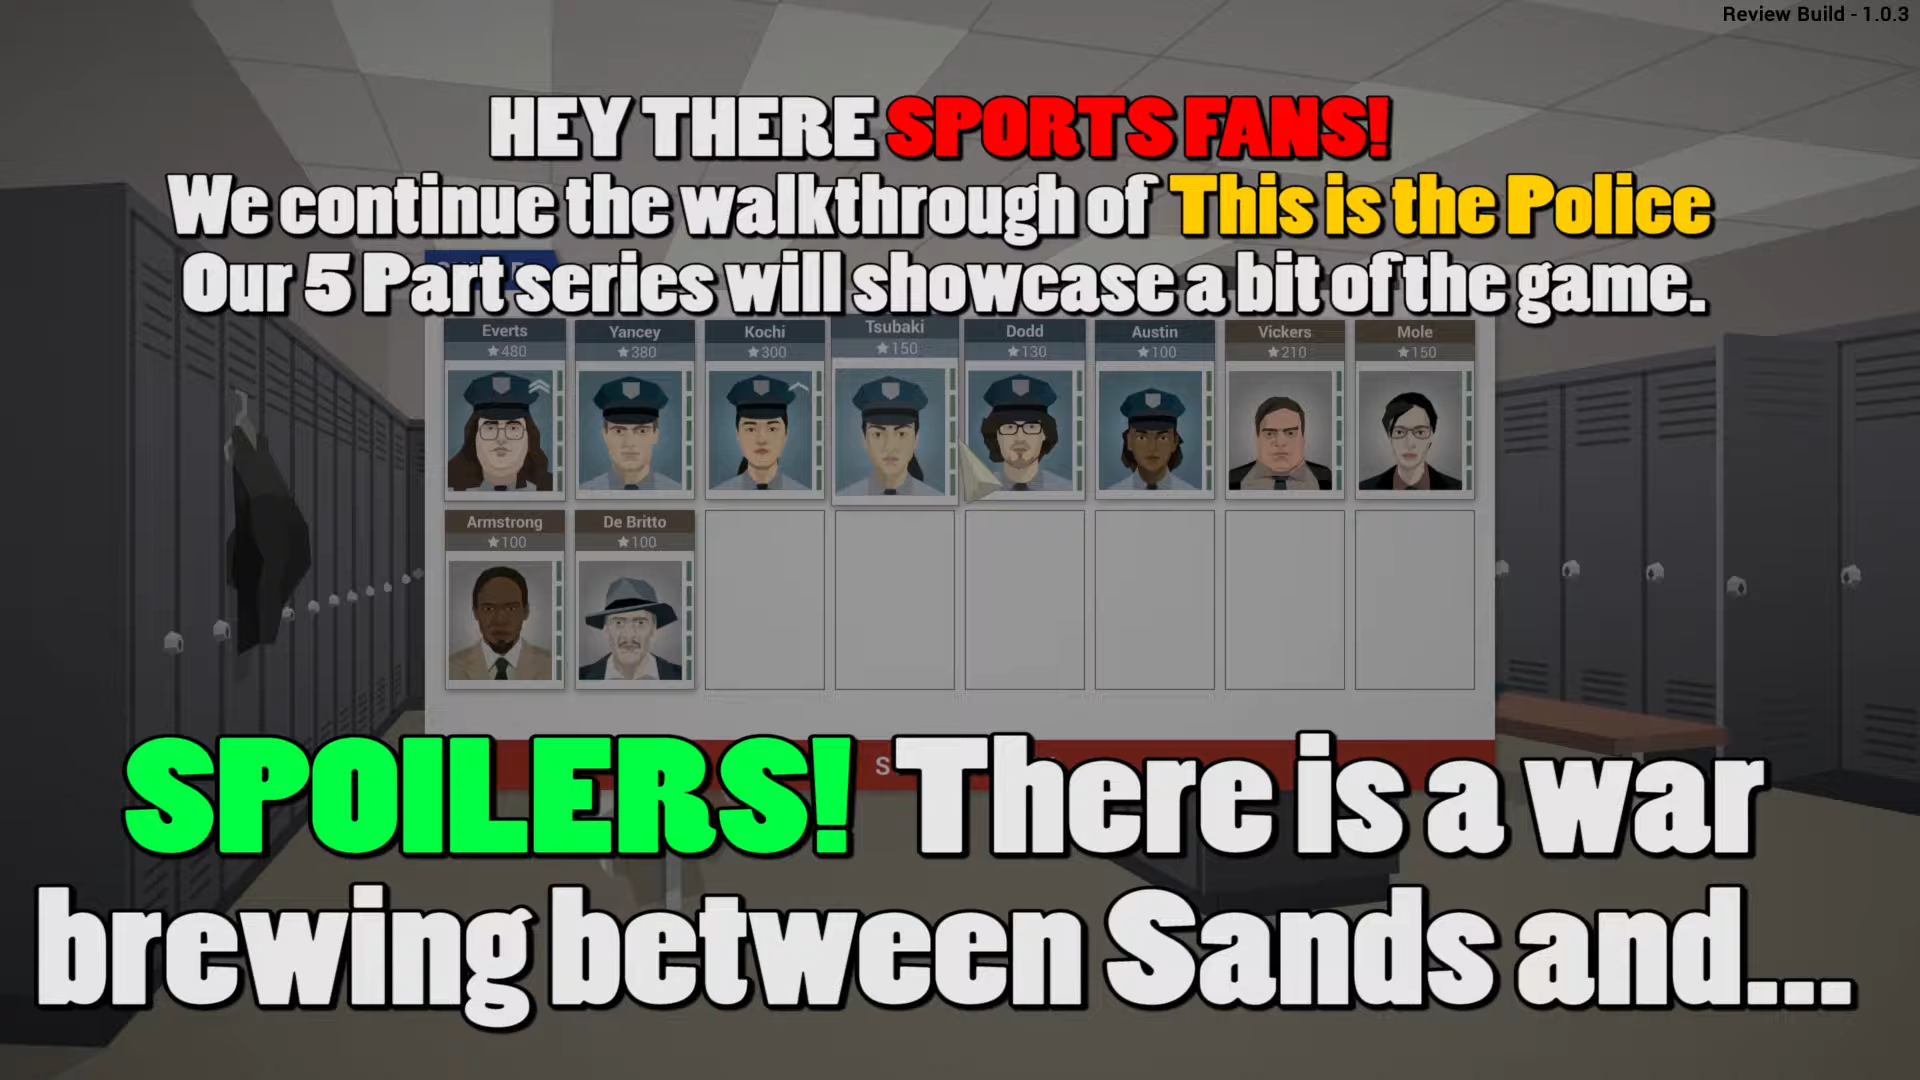 Review Build - 1.0.3
HEY THERE SPORTS FANS!
We continue the walkthrough of This is the Police
Our 5 Part series will showcase a bit of the game.
Everts
★480
Yancey
★380
Kochi
★300
Tsubaki
★150
Dodd
★130
Austin
★100
Vickers
★210
Mole
★150
Armstrong
★100
De Britto
★100
SPOILERS! There is a war
brewing between Sands and...